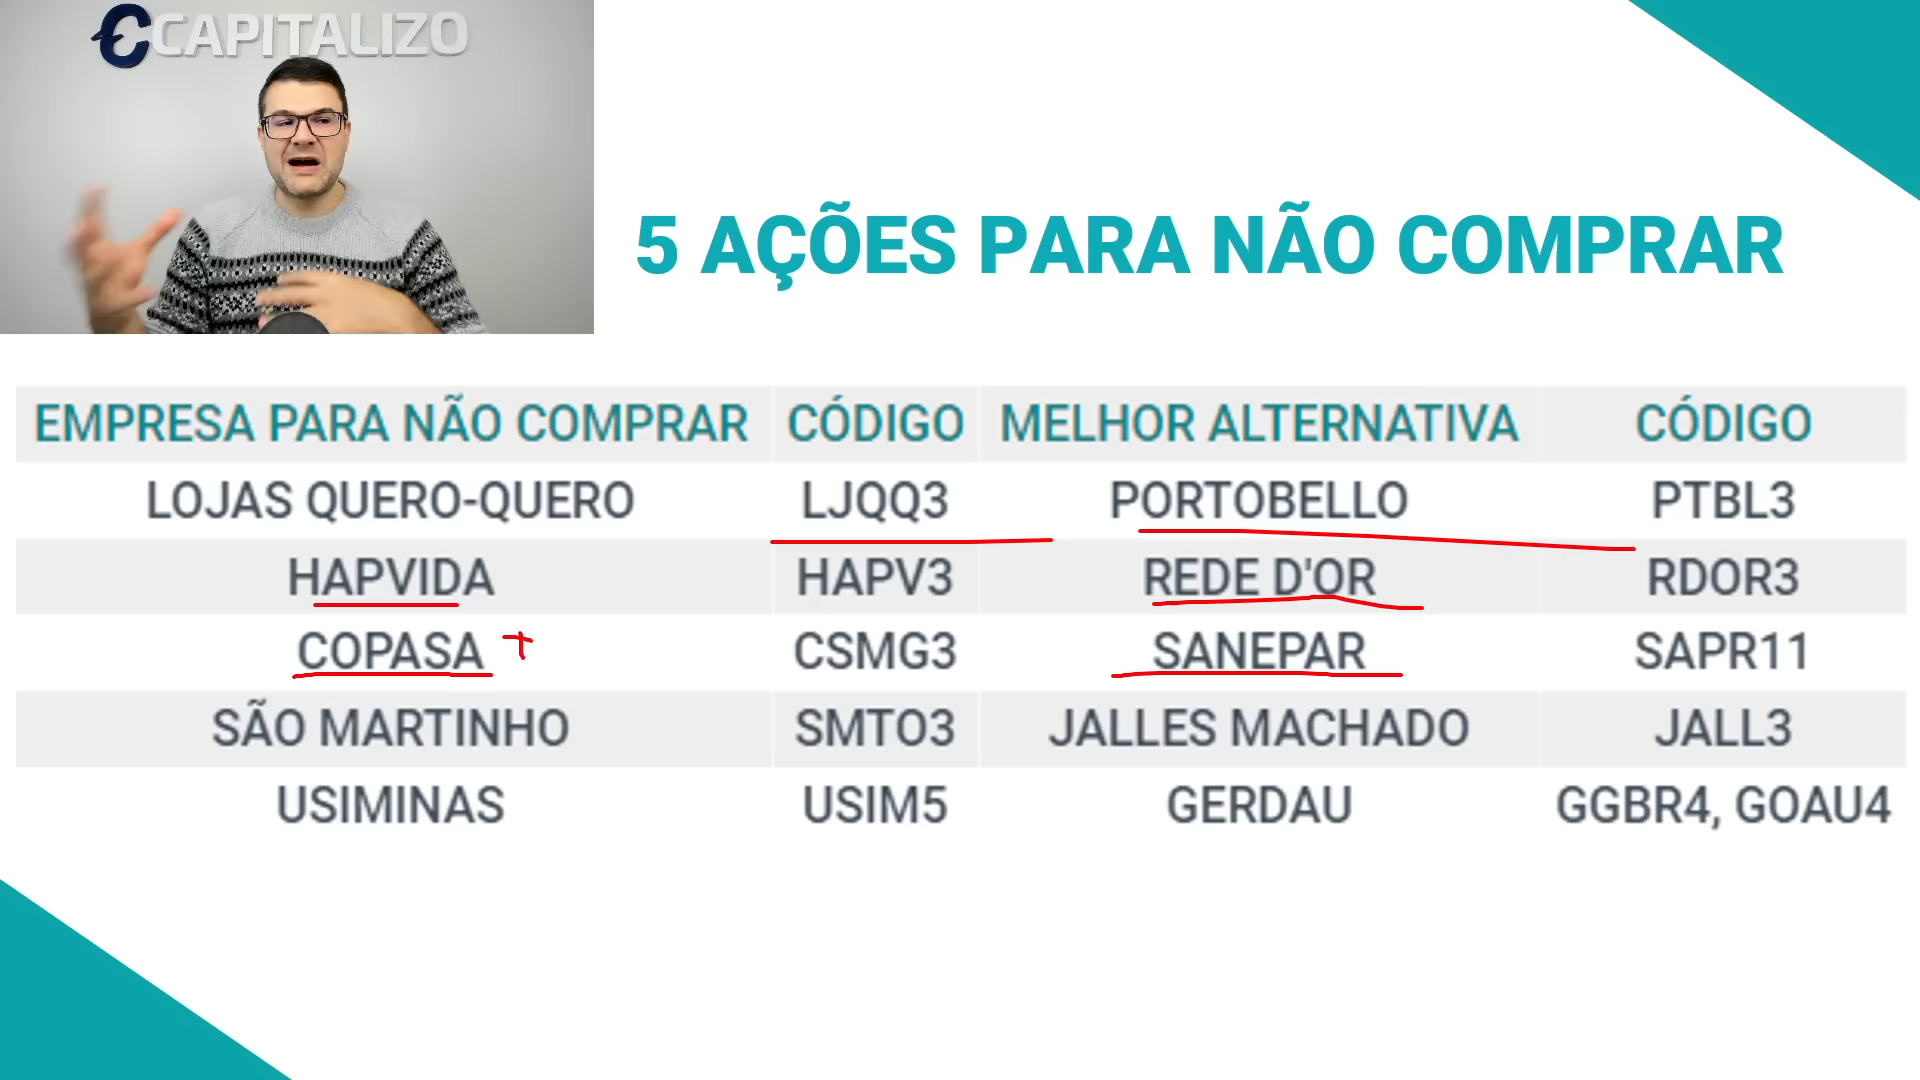 CAPITALIZO
5 AÇÕES PARA NÃO COMPRAR
EMPRESA PARA NÃO COMPRAR CÓDIGO MELHOR ALTERNATIVA CÓDIGO
LOJAS QUERO-QUERO LJQQ3 PORTOBELLO PTBL3
HAPVIDA HAPV3 REDE D'OR RDOR3
COPASA + CSMG3 SANEPAR SAPR11
SÃO MARTINHO SMTO3 JALLES MACHADO JALL3
USIMINAS USIM5 GERDAU GGBR4, GOAU4